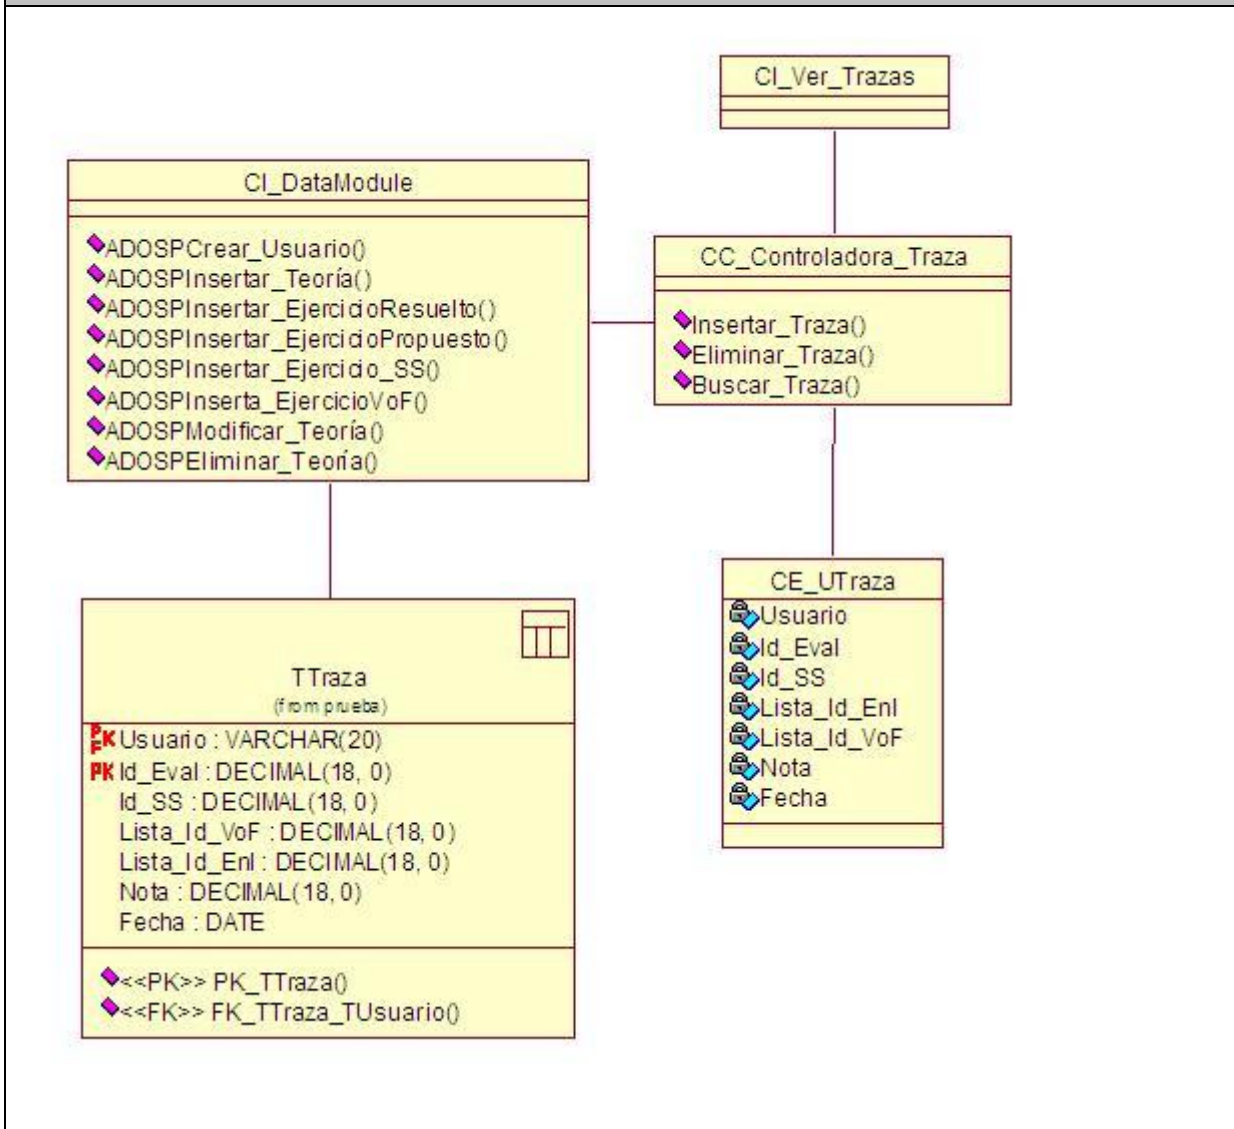 CI_Ver_Trazas
CI_DataModule
ADOSPCrear_Usuario()
ADOSPInsertar_Teoría()
ADOSPInsertar_EjercicioResuelto()
ADOSPInsertar_EjercicioPropuesto()
ADOSPInsertar_Ejercicio_SS()
ADOSPInserta_EjercicioVoF()
ADOSPModificar_Teoría()
ADOSPEliminar_Teoría()
CC_Controladora_Traza
Insertar_Traza()
Eliminar_Traza()
Buscar_Traza()
TTraza
(from prueba)
PFK Usuario : VARCHAR(20)
PK Id_Eval : DECIMAL(18, 0)
Id_SS : DECIMAL(18, 0)
Lista_Id_VoF : DECIMAL(18, 0)
Lista_Id_Enl : DECIMAL(18, 0)
Nota : DECIMAL(18, 0)
Fecha : DATE
<<PK>> PK_TTraza()
<<FK>> FK_TTraza_TUsuario()
CE_UTraza
Usuario
Id_Eval
Id_SS
Lista_Id_Enl
Lista_Id_VoF
Nota
Fecha